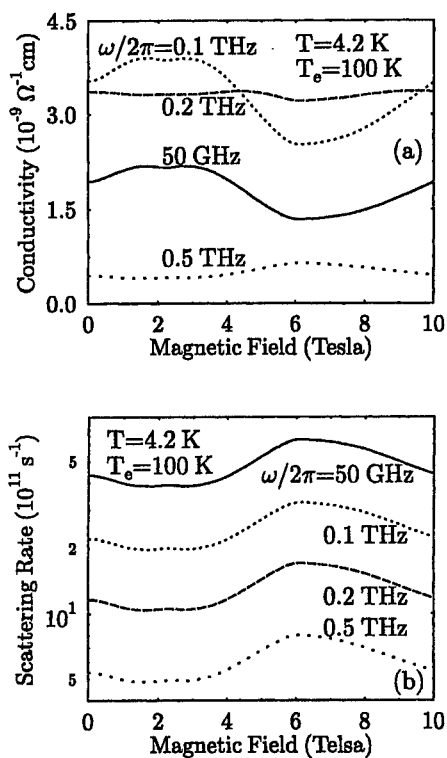 ω/2π=0.1 THz
T=4.2 K
T_e=100 K
0.2 THz
(a)
50 GHz
0.5 THz
Conductivity (10⁻⁹ Ω⁻¹cm)
4.5
3.0
1.5
0.0
0 2 4 6 8 10
Magnetic Field (Tesla)
T=4.2 K
T_e=100 K
ω/2π=50 GHz
0.1 THz
0.2 THz
0.5 THz
(b)
Scattering Rate (10¹¹ s⁻¹)
5
2
10¹
5
0 2 4 6 8 10
Magnetic Field (Telsa)